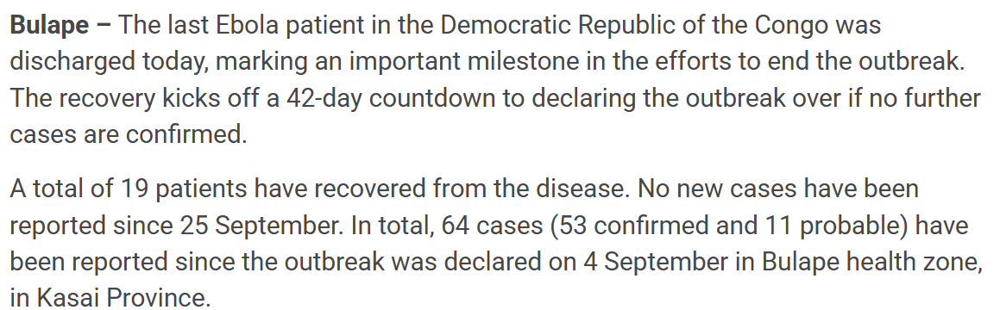 Bulape – The last Ebola patient in the Democratic Republic of the Congo was
discharged today, marking an important milestone in the efforts to end the outbreak.
The recovery kicks off a 42-day countdown to declaring the outbreak over if no further
cases are confirmed.
A total of 19 patients have recovered from the disease. No new cases have been
reported since 25 September. In total, 64 cases (53 confirmed and 11 probable) have
been reported since the outbreak was declared on 4 September in Bulape health zone,
in Kasai Province.